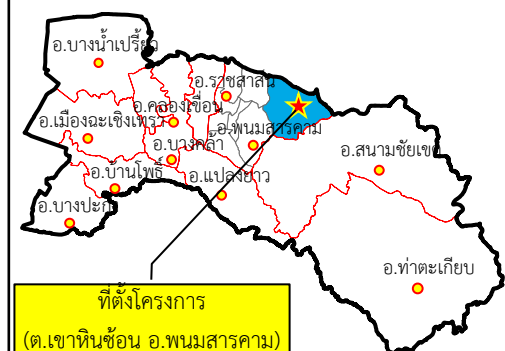 อ.บางน้ำเปรี้ยว
อ.ราชสาส์น
อ.คลองเขื่อน
อ.เมืองฉะเชิงเทรา
อ.พนมสารคาม
อ.บางคล้า
อ.สนามชัยเขต
อ.บ้านโพธิ์
อ.แปลงยาว
อ.บางปะกง
อ.ท่าตะเกียบ
ที่ตั้งโครงการ
(ต.เขาหินซ้อน อ.พนมสารคาม)